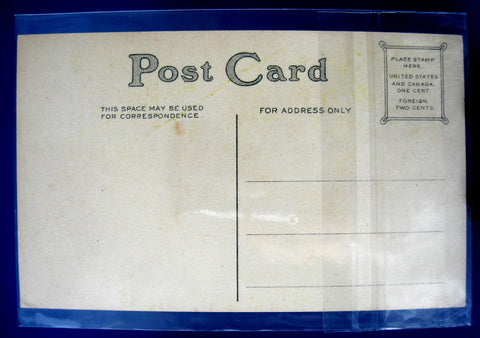 Post Card
THIS SPACE MAY BE USED
FOR CORRESPONDENCE.
FOR ADDRESS ONLY
PLACE STAMP
HERE.
UNITED STATES
AND CANADA.
ONE CENT.
FOREIGN,
TWO CENTS.